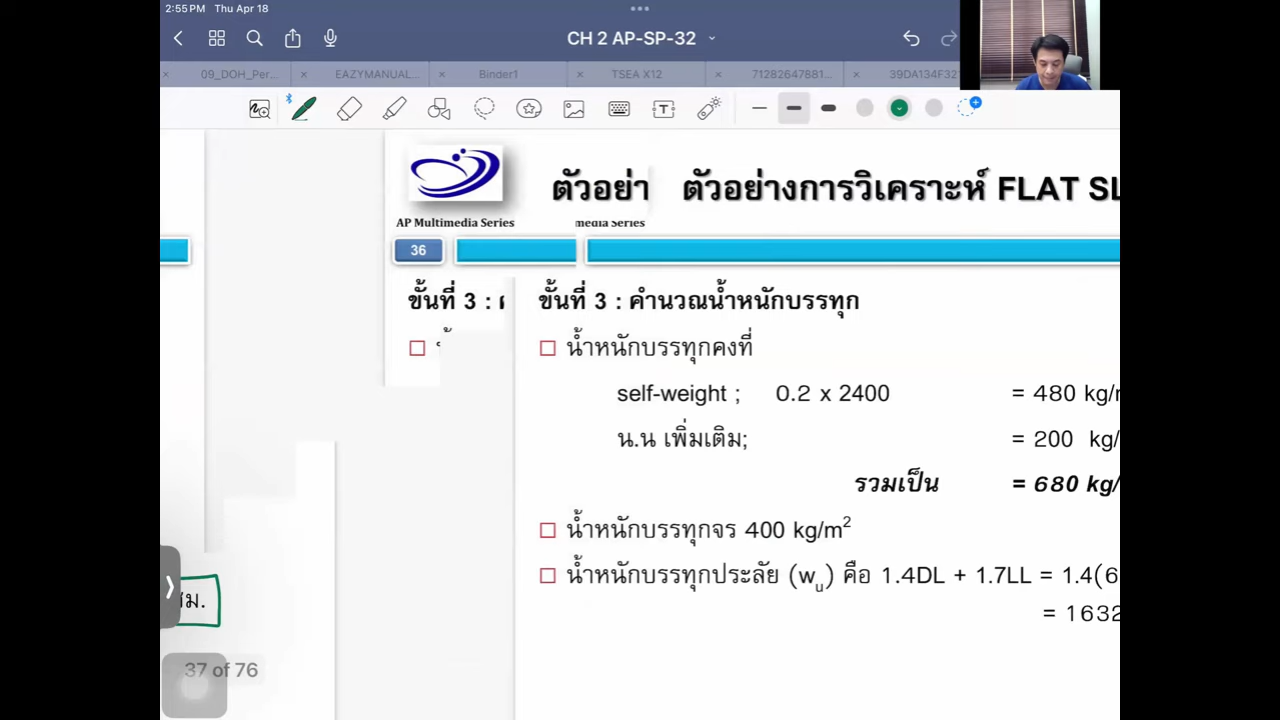 2:55 PM Thu Apr 18
CH 2 AP-SP-32
09_DOH_Per...
EAZYMANUAL...
Binder1
TSEA X12
71282647881...
39DA134F321
ตัวอย่า
ตัวอย่างการวิเคราะห์ FLAT SL
AP Multimedia Series
media Series
36
ขั้นที่ 3 :
ขั้นที่ 3 : คำนวณน้ำหนักบรรทุก
น้ำหนักบรรทุกคงที่
self-weight ; 0.2 x 2400 = 480 kg/m
น.น เพิ่มเติม; = 200 kg/
รวมเป็น = 680 kg/
น้ำหนักบรรทุกจร 400 kg/m²
น้ำหนักบรรทุกประลัย (wu) คือ 1.4DL + 1.7LL = 1.4(6
= 1632
ซม.
37 of 76